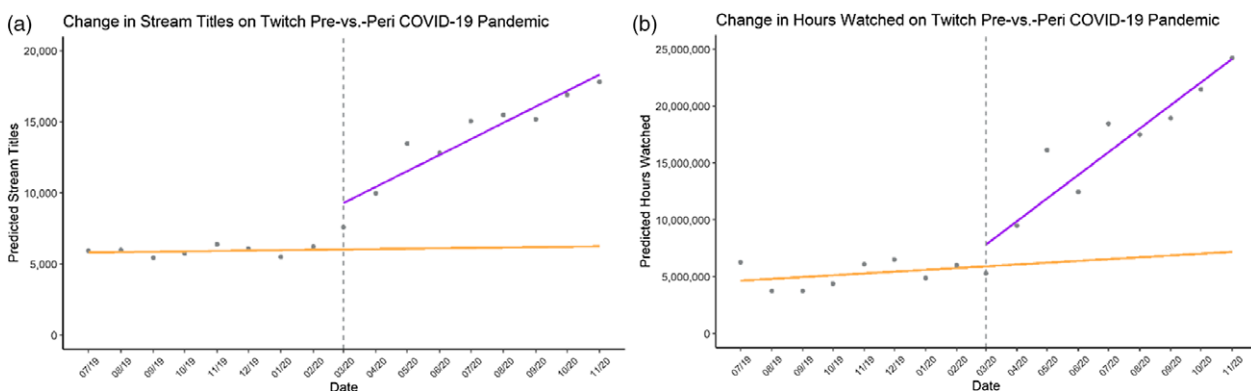 (a)
Change in Stream Titles on Twitch Pre-vs.-Peri COVID-19 Pandemic
Predicted Stream Titles
20,000
15,000
10,000
5,000
0
07/19 08/19 09/19 10/19 11/19 12/19 01/20 02/20 03/20 04/20 05/20 06/20 07/20 08/20 09/20 10/20 11/20
Date
(b)
Change in Hours Watched on Twitch Pre-vs.-Peri COVID-19 Pandemic
Predicted Hours Watched
25,000,000
20,000,000
15,000,000
10,000,000
5,000,000
0
07/19 08/19 09/19 10/19 11/19 12/19 01/20 02/20 03/20 04/20 05/20 06/20 07/20 08/20 09/20 10/20 11/20
Date